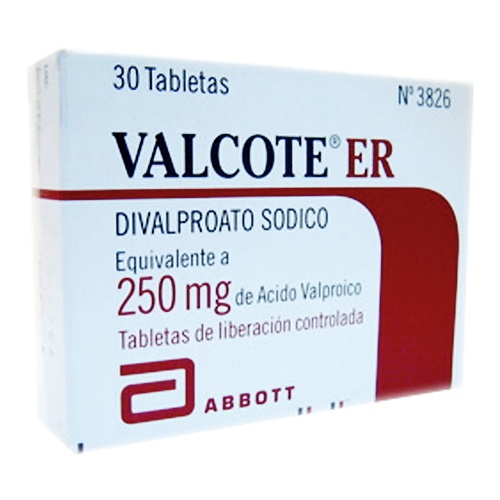 30 Tabletas
Nº 3826
VALCOTE® ER
DIVALPROATO SODICO
Equivalente a
250 mg de Acido Valproico
Tabletas de liberación controlada
ABBOTT